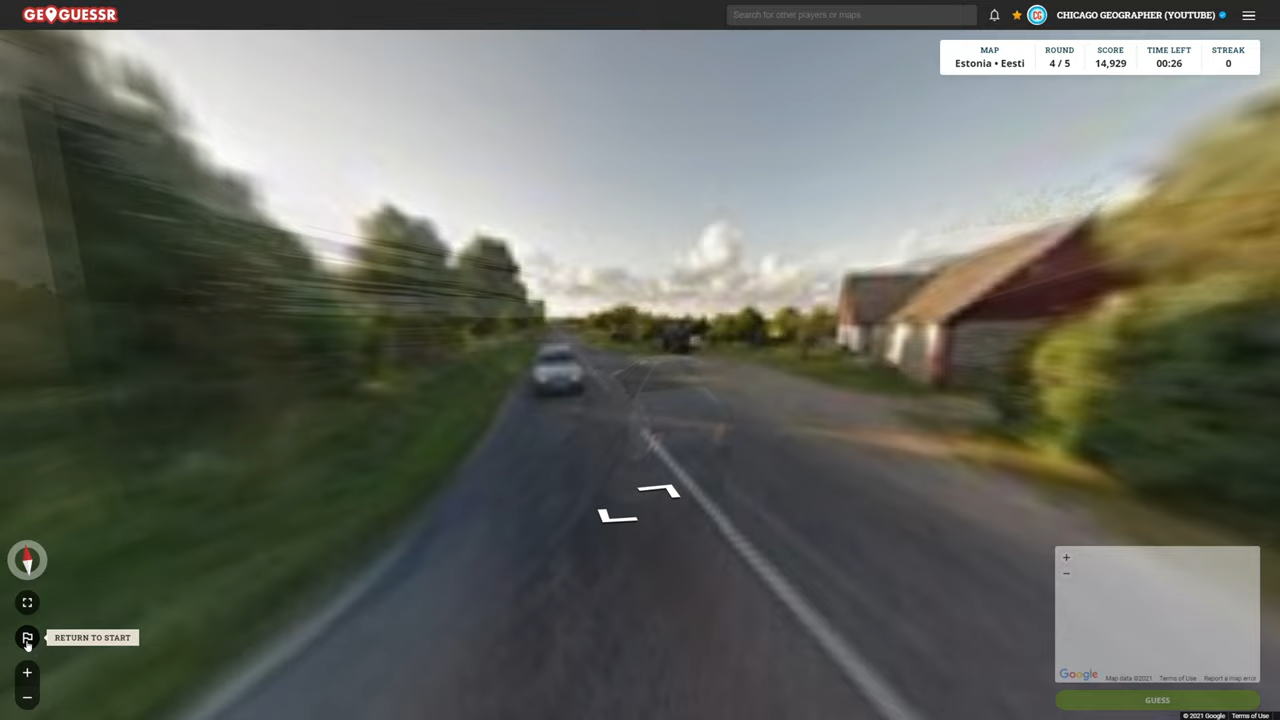 GEOGUESSR
Search for other players or maps
CG
CHICAGO GEOGRAPHER (YOUTUBE)
MAP ROUND SCORE TIME LEFT STREAK
Estonia • Eesti 4 / 5 14,929 00:26 0
RETURN TO START
+
−
+
−
Google Map data ©2021 Terms of Use Report a map error
GUESS
© 2021 Google Terms of Use